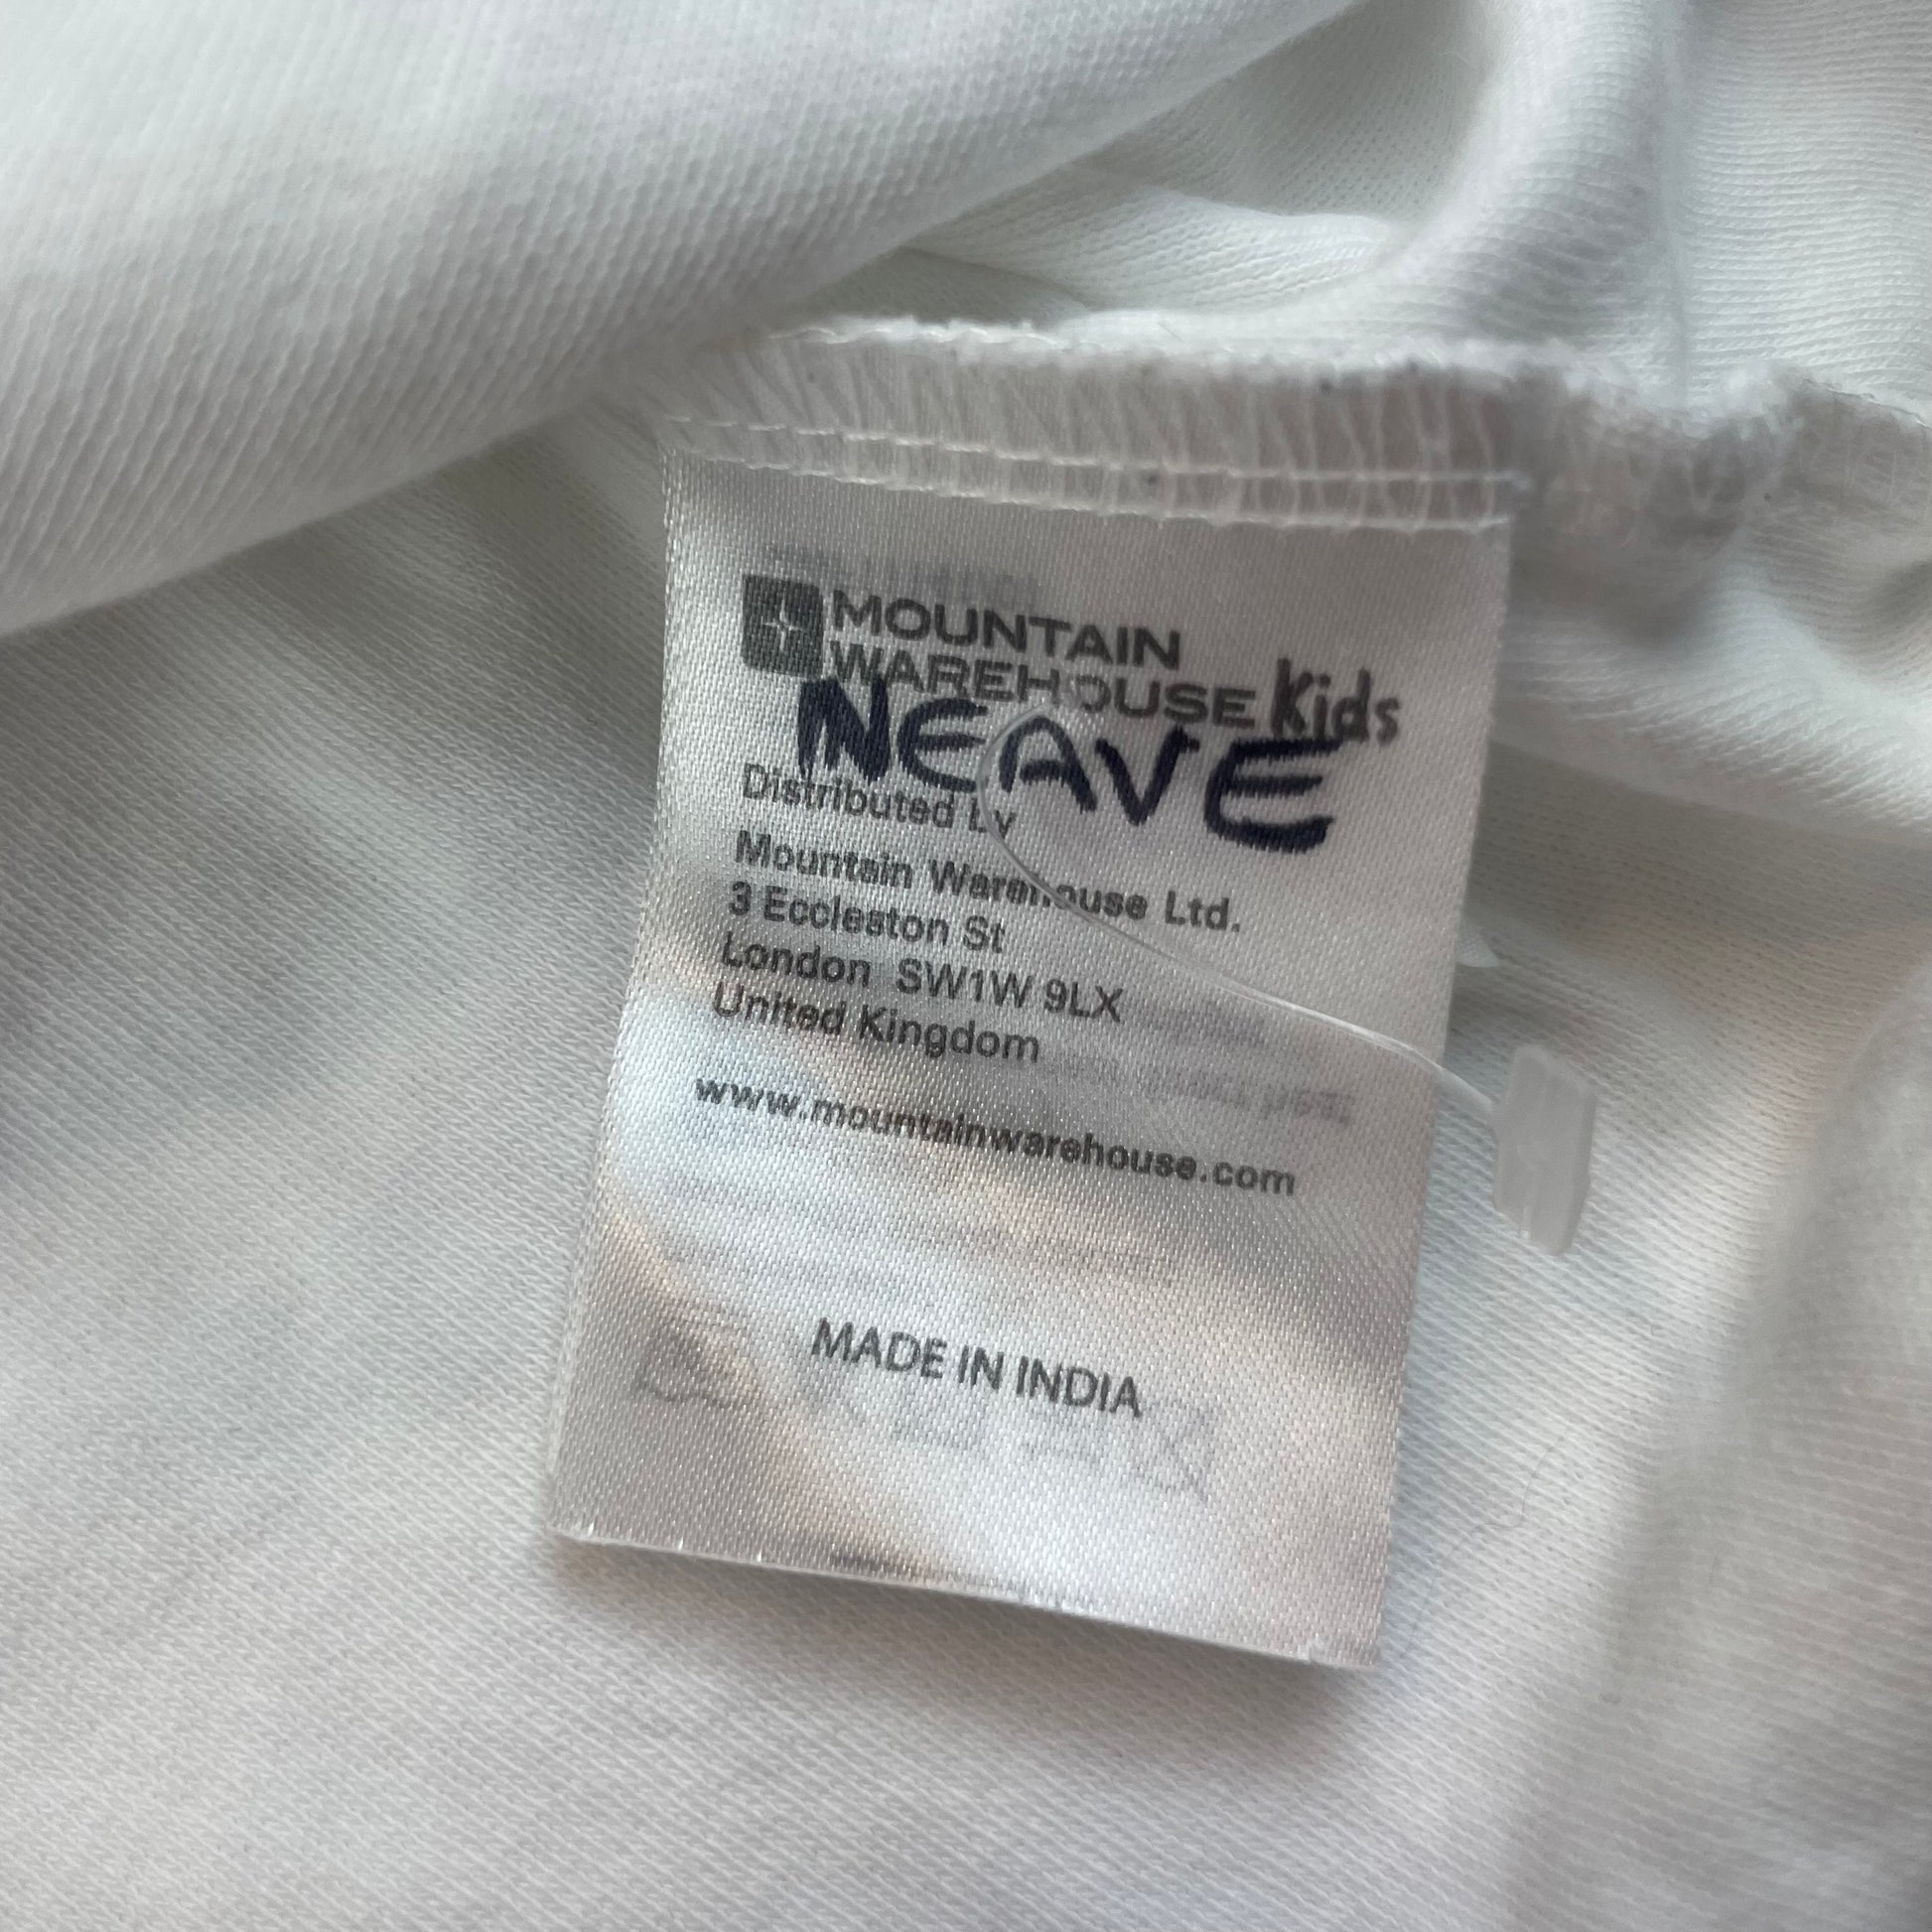 MOUNTAIN
WAREHOUSE Kids
NEAVE
Distributed by
Mountain Warehouse Ltd.
3 Eccleston St
London SW1W 9LX
United Kingdom
www.mountainwarehouse.com
MADE IN INDIA